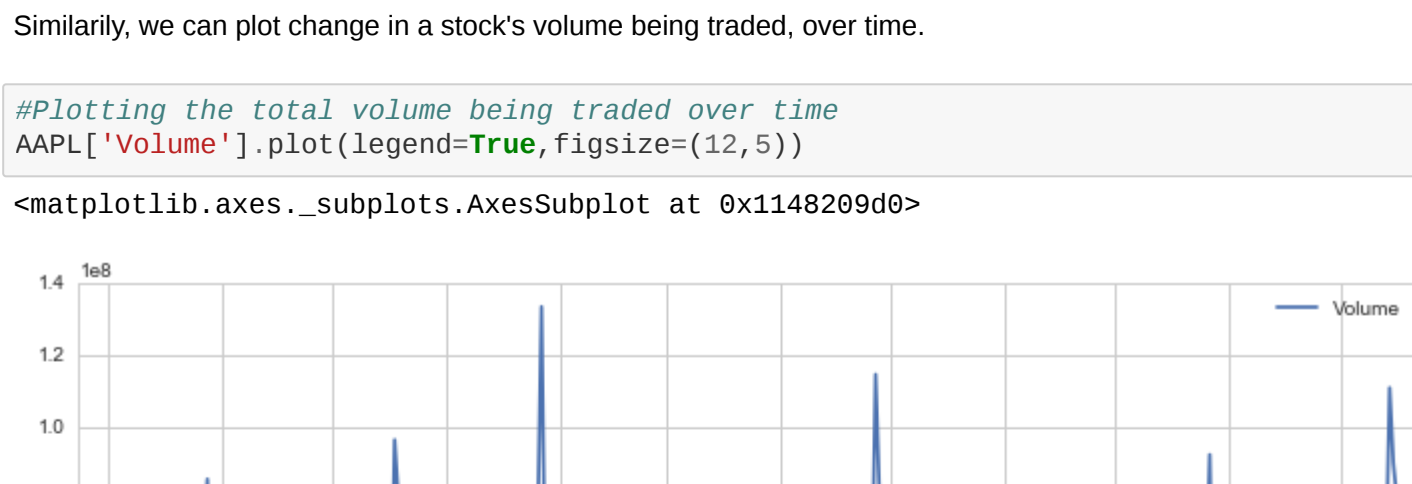 Similarily, we can plot change in a stock's volume being traded, over time.
#Plotting the total volume being traded over time
AAPL['Volume'].plot(legend=True,figsize=(12,5))
<matplotlib.axes._subplots.AxesSubplot at 0x1148209d0>
1e8
1.4
Volume
1.2
1.0